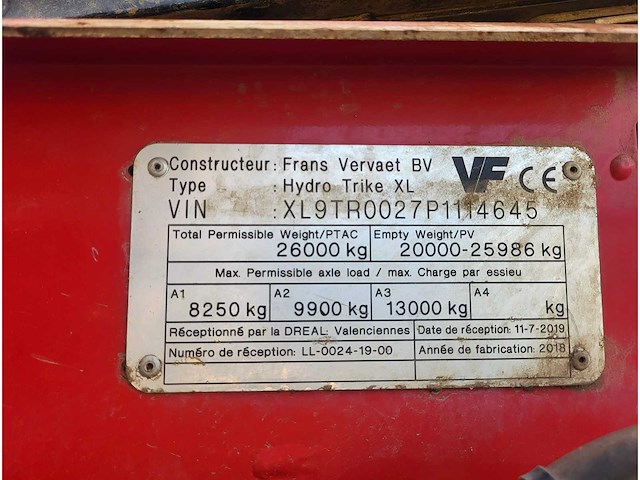 Constructeur: Frans Vervaet BV VF CE
Type : Hydro Trike XL
VIN : XL9TR0027P1114645
Total Permissible Weight/PTAC Empty Weight/PV
26000 kg 20000-25986 kg
Max. Permissible axle load / max. Charge par essieu
A1 A2 A3 A4
8250 kg 9900 kg 13000 kg kg
Réceptionné par la DREAL: Valenciennes Date de réception: 11-7-2019
Numéro de réception: LL-0024-19-00 Année de fabrication: 2018